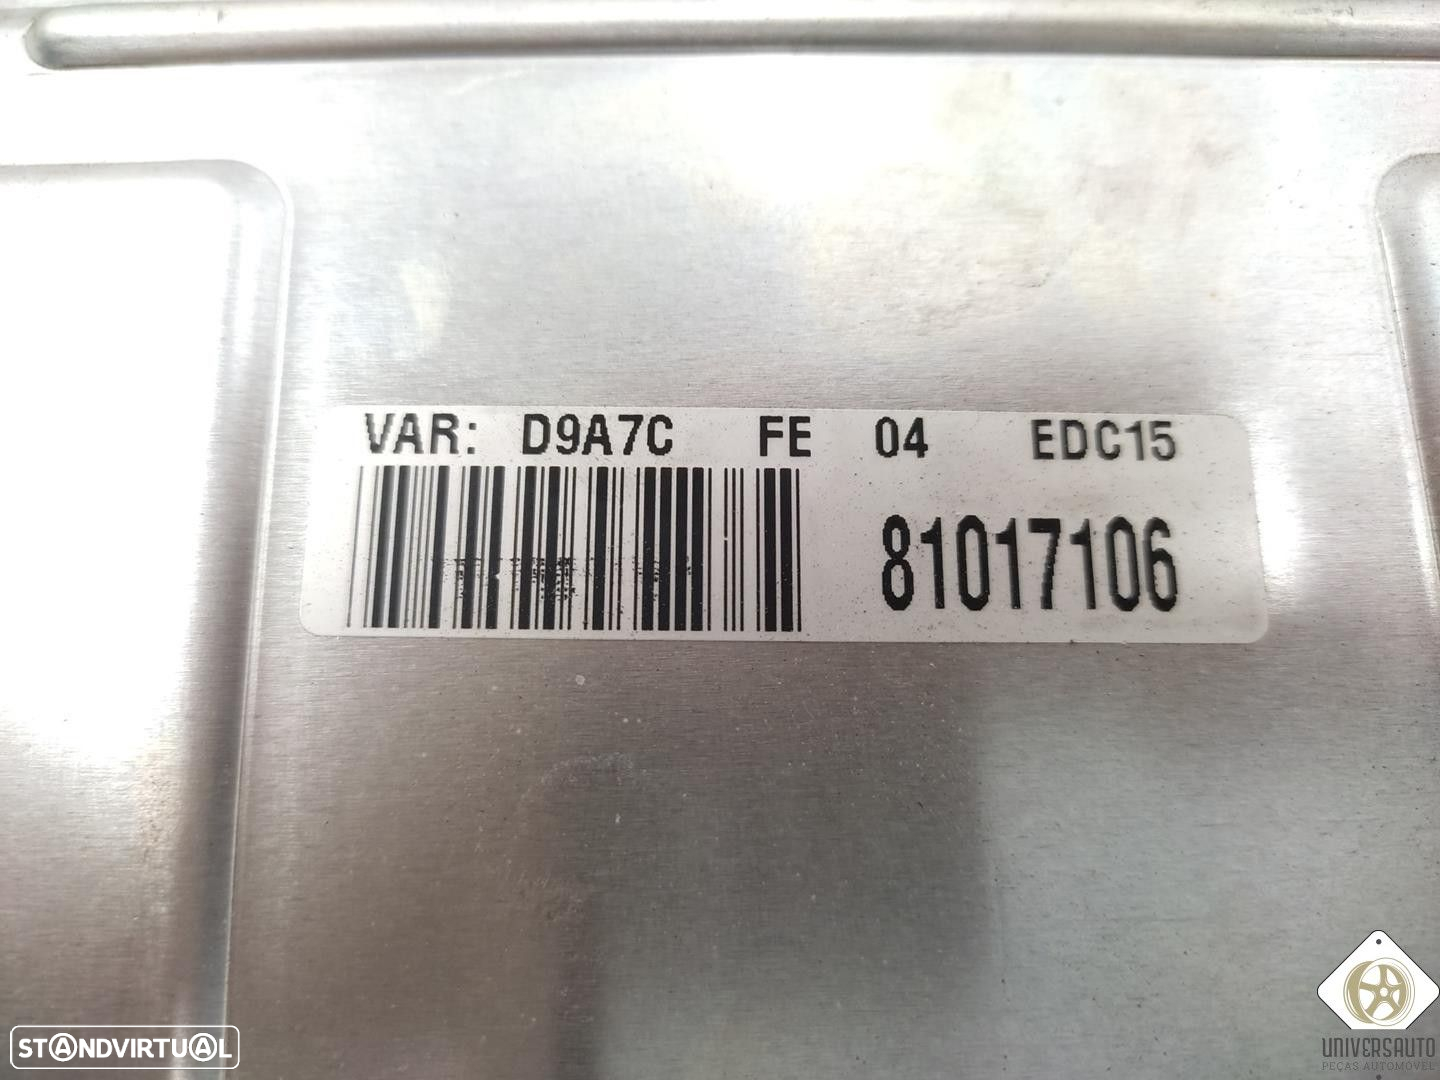 VAR: D9A7C FE 04 EDC15
81017106
STANDVIRTUAL
UNIVERSAUTO
PEÇAS AUTOMÓVEL